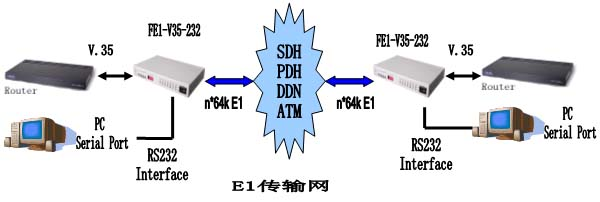 FE1-V35-232
V.35
Router
PC
Serial Port
RS232
Interface
n*64k E1
SDH
PDH
DDN
ATM
n*64k E1
FE1-V35-232
V.35
Router
PC
Serial Port
RS232
Interface
E1传输网